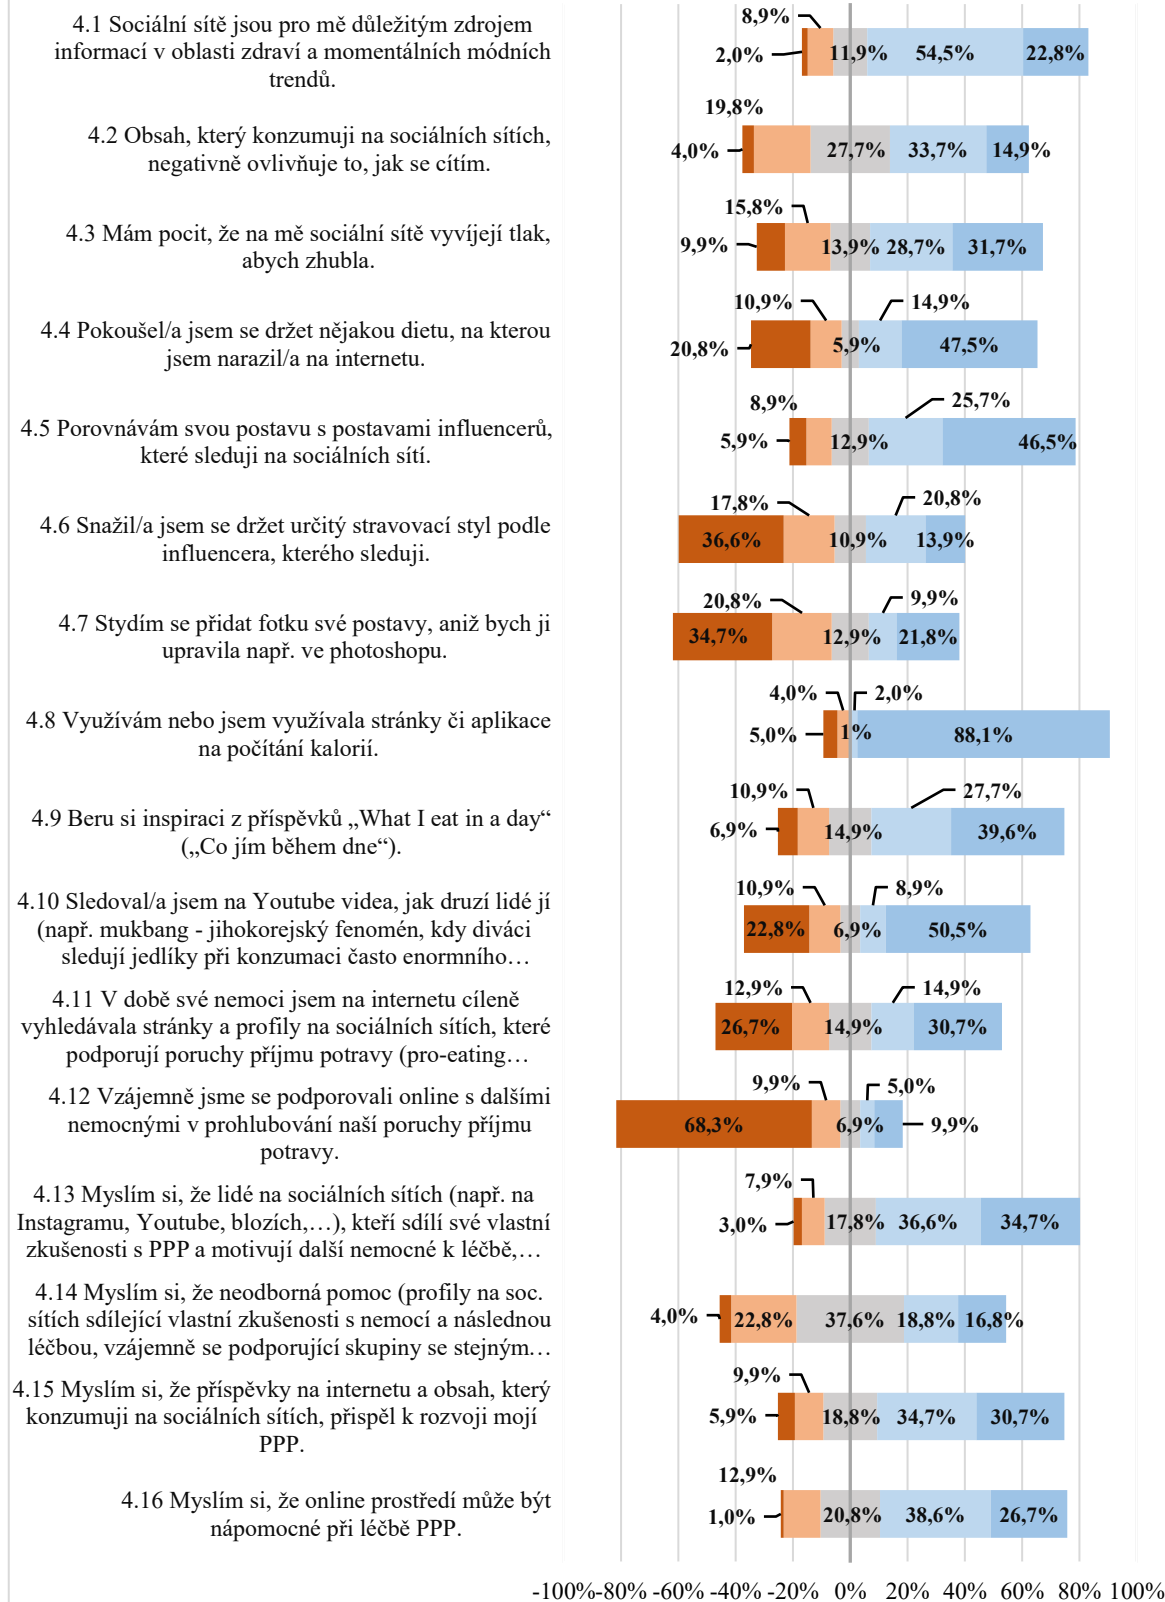 4.1 Sociální sítě jsou pro mě důležitým zdrojem
informací v oblasti zdraví a momentálních módních
trendů.
8,9%
2,0%
11,9% 54,5% 22,8%
4.2 Obsah, který konzumuji na sociálních sítích,
negativně ovlivňuje to, jak se cítím.
19,8%
4,0%
27,7% 33,7% 14,9%
4.3 Mám pocit, že na mě sociální sítě vyvíjejí tlak,
abych zhubla.
15,8%
9,9%
13,9% 28,7% 31,7%
4.4 Pokoušel/a jsem se držet nějakou dietu, na kterou
jsem narazil/a na internetu.
10,9% 14,9%
20,8%
5,9% 47,5%
4.5 Porovnávám svou postavu s postavami influencerů,
které sleduji na sociálních sítí.
8,9% 25,7%
5,9%
12,9% 46,5%
4.6 Snažil/a jsem se držet určitý stravovací styl podle
influencera, kterého sleduji.
17,8% 20,8%
36,6% 10,9% 13,9%
4.7 Stydím se přidat fotku své postavy, aniž bych ji
upravila např. ve photoshopu.
20,8% 9,9%
34,7% 12,9% 21,8%
4.8 Využívám nebo jsem využívala stránky či aplikace
na počítání kalorií.
4,0% 2,0%
5,0% 1% 88,1%
4.9 Beru si inspiraci z příspěvků „What I eat in a day“
(„Co jím během dne“).
10,9% 27,7%
6,9% 14,9% 39,6%
4.10 Sledoval/a jsem na Youtube videa, jak druzí lidé jí
(např. mukbang - jihokorejský fenomén, kdy diváci
sledují jedlíky při konzumaci často enormního…
10,9% 8,9%
22,8% 6,9% 50,5%
4.11 V době své nemoci jsem na internetu cíleně
vyhledávala stránky a profily na sociálních sítích, které
podporují poruchy příjmu potravy (pro-eating…
12,9% 14,9%
26,7% 14,9% 30,7%
4.12 Vzájemně jsme se podporovali online s dalšími
nemocnými v prohlubování naší poruchy příjmu
potravy.
9,9% 5,0%
68,3% 6,9% 9,9%
4.13 Myslím si, že lidé na sociálních sítích (např. na
Instagramu, Youtube, blozích,…), kteří sdílí své vlastní
zkušenosti s PPP a motivují další nemocné k léčbě,…
7,9%
3,0% 17,8% 36,6% 34,7%
4.14 Myslím si, že neodborná pomoc (profily na soc.
sítích sdílející vlastní zkušenosti s nemocí a následnou
léčbou, vzájemně se podporující skupiny se stejným…
4,0% 22,8% 37,6% 18,8% 16,8%
4.15 Myslím si, že příspěvky na internetu a obsah, který
konzumuji na sociálních sítích, přispěl k rozvoji mojí
PPP.
9,9%
5,9% 18,8% 34,7% 30,7%
4.16 Myslím si, že online prostředí může být
nápomocné při léčbě PPP.
12,9%
1,0% 20,8% 38,6% 26,7%
-100% -80% -60% -40% -20% 0% 20% 40% 60% 80% 100%